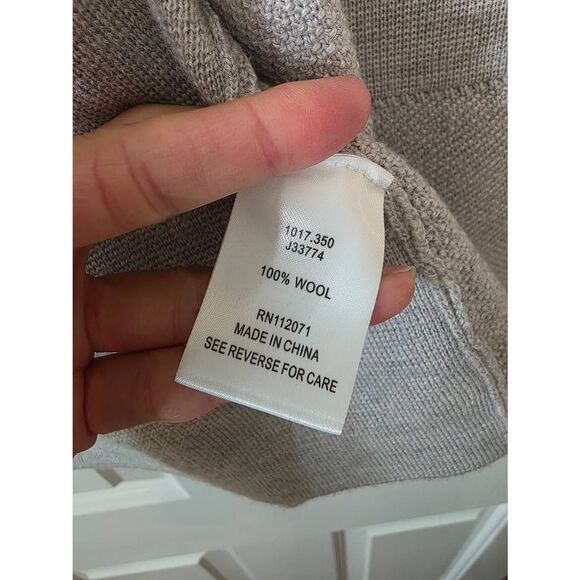 1017.350
J33774
100% WOOL
RN112071
MADE IN CHINA
SEE REVERSE FOR CARE